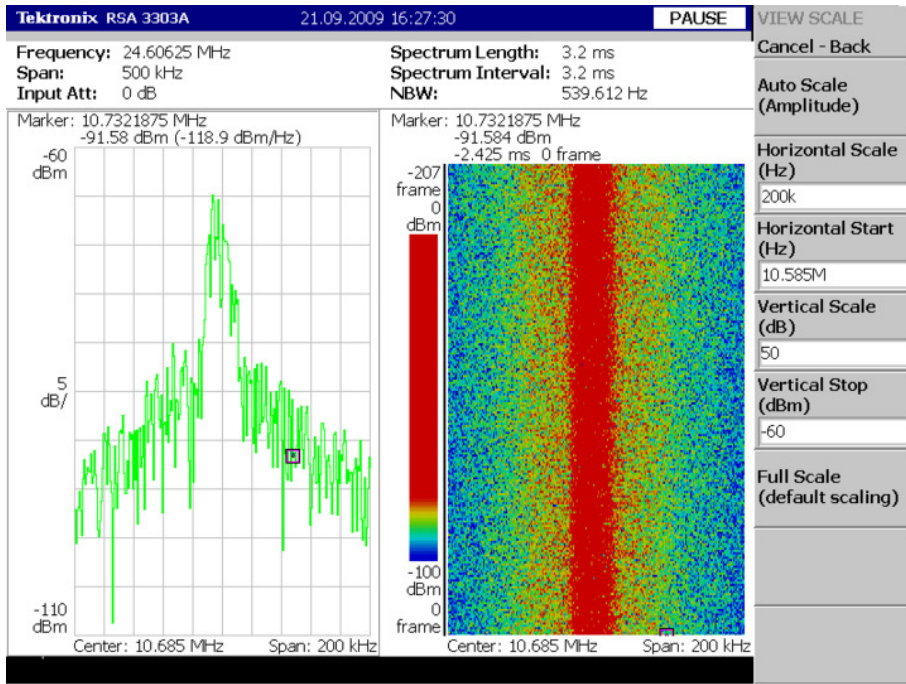 Tektronix RSA 3303A 21.09.2009 16:27:30 PAUSE
Frequency: 24.60625 MHz
Span: 500 kHz
Input Att: 0 dB
Spectrum Length: 3.2 ms
Spectrum Interval: 3.2 ms
NBW: 539.612 Hz
Marker: 10.7321875 MHz
-91.58 dBm (-118.9 dBm/Hz)
-60
dBm
5
dB/
-110
dBm
Center: 10.685 MHz Span: 200 kHz
Marker: 10.7321875 MHz
-91.584 dBm
-2.425 ms 0 frame
-207
frame
0
dBm
-100
dBm
0
frame
Center: 10.685 MHz Span: 200 kHz
VIEW SCALE
Cancel - Back
Auto Scale
(Amplitude)
Horizontal Scale
(Hz)
200k
Horizontal Start
(Hz)
10.585M
Vertical Scale
(dB)
50
Vertical Stop
(dBm)
-60
Full Scale
(default scaling)